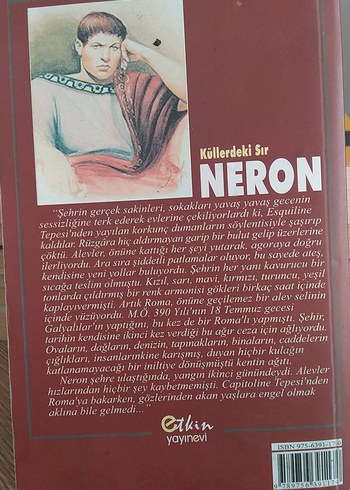 Küllerdeki Sır
NERON
"Şehrin gerçek sakinleri, sokakları yavaş yavaş gecenin
sessizliğine terk ederek evlerine çekiliyorlardı ki, Esquiline
Tepesi'nden yayılan korkunç dumanların söylentisiyle şaşırıp
kaldılar. Rüzgâra hiç aldırmayan garip bir bulut gelip üzerlerine
çöktü. Alevler, önüne kattığı her şeyi yutarak, agoraya doğru
ilerliyordu. Ara sıra şiddetli patlamalar oluyor, bu sayede ateş,
kendisine yeni yollar buluyordu. Şehrin her yanı kavurucu bir
sıcağa teslim olmuştu. Kızıl, sarı, mavi, kırmızı, turuncu, yeşil
tonlarda çıldırmış bir renk armonisi gökleri birkaç saat içinde
kaplayıvermişti. Artık Roma, önüne geçilemez bir alev selinin
içinde yüzüyordu. M.Ö. 390 Yılı'nın 18 Temmuz gecesi
Galyalılar'ın yaptığını, bu kez de bir Roma'lı yapmıştı. Şehir,
tarihin kendisine ikinci kez verdiği bu ağır ceza için ağlıyordu.
Ovaların, dağların, denizin, tapınakların, binaların, caddelerin
çığlıkları, insanlarınkine karışmış, duyan hiçbir kulağın
katlanamayacağı bir iniltiye dönüşmüştü kentin ağıtı.
Neron şehre ulaştığında, yangın ikinci günündeydi. Alevler
hızlarından hiçbir şey kaybetmemişti. Capitoline Tepesi'nden
Roma'ya bakarken, gözlerinden akan yaşlara engel olmak
aklına bile gelmedi..."
etkin
yayınevi
ISBN 975-6391-17-0
9 789756 39117